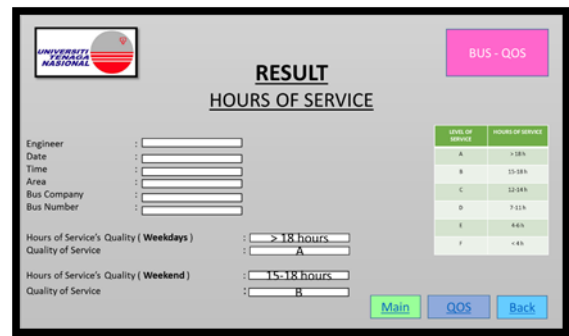 UNIVERSITI
TENAGA
NASIONAL
BUS - QOS
RESULT
HOURS OF SERVICE
Engineer :
Date :
Time :
Area :
Bus Company :
Bus Number :
LEVEL OF SERVICE HOURS OF SERVICE
A > 18 h
B 15-18 h
C 12-14 h
D 7-11 h
E 4-6 h
F < 4 h
Hours of Service's Quality ( Weekdays ) : > 18 hours
Quality of Service : A
Hours of Service's Quality ( Weekend ) : 15-18 hours
Quality of Service : B
Main QOS Back